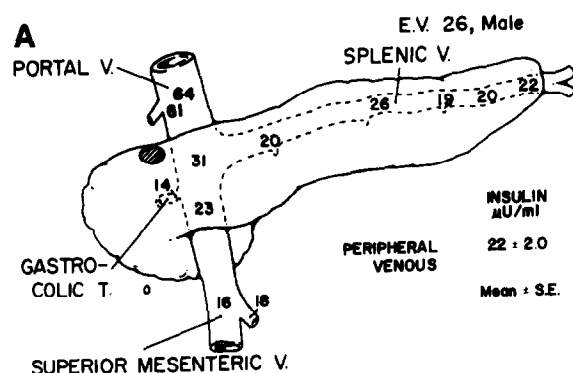 A
E.V. 26, Male
PORTAL V.
SPLENIC V.
64
61
26
19
20
22
20
31
14
23
INSULIN
μU/ml
PERIPHERAL
VENOUS
22 ± 2.0
Mean ± S.E.
GASTRO-
COLIC T.
16
18
SUPERIOR MESENTERIC V.